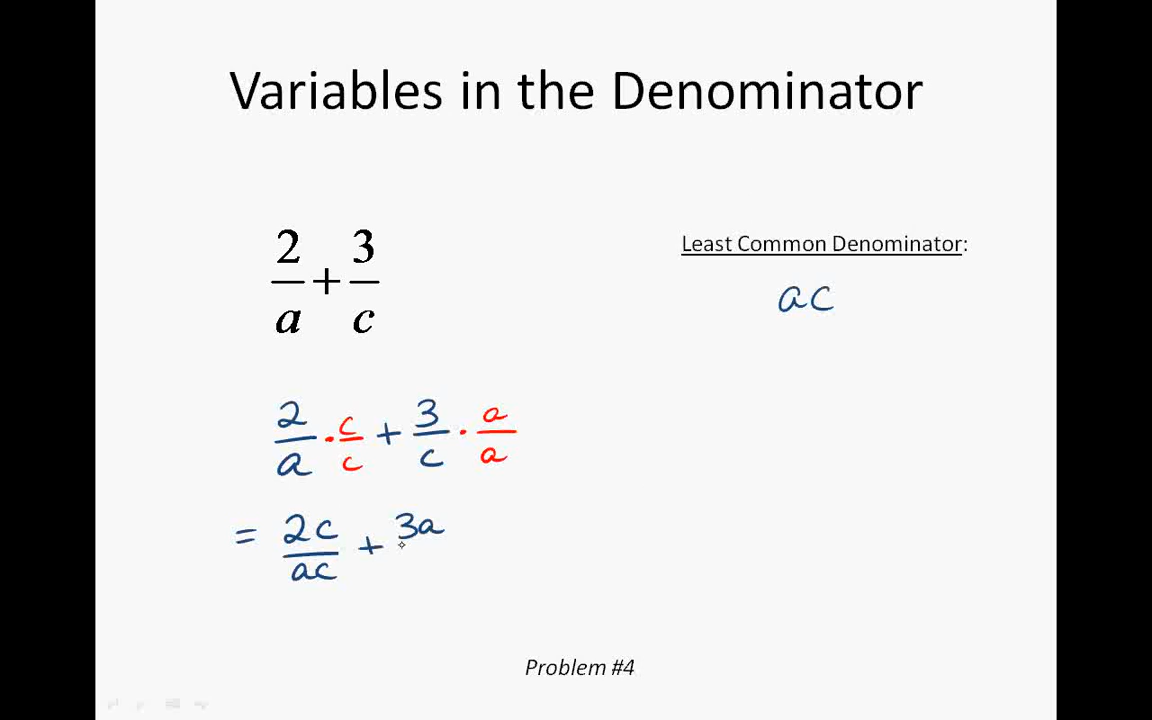 Variables in the Denominator
2/a + 3/c
Least Common Denominator:
ac
2/a · c/c + 3/c · a/a
= 2c/ac + 3a
Problem #4